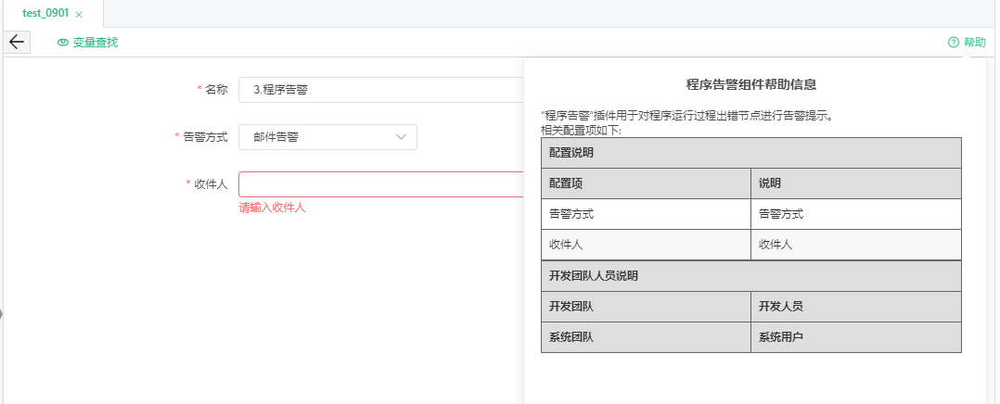 test_0901 ×
变量查找
帮助
* 名称 3.程序告警
* 告警方式 邮件告警
* 收件人
请输入收件人
程序告警组件帮助信息
“程序告警”插件用于对程序运行过程出错节点进行告警提示。
相关配置项如下:
配置说明
配置项 说明
告警方式 告警方式
收件人 收件人
开发团队人员说明
开发团队 开发人员
系统团队 系统用户